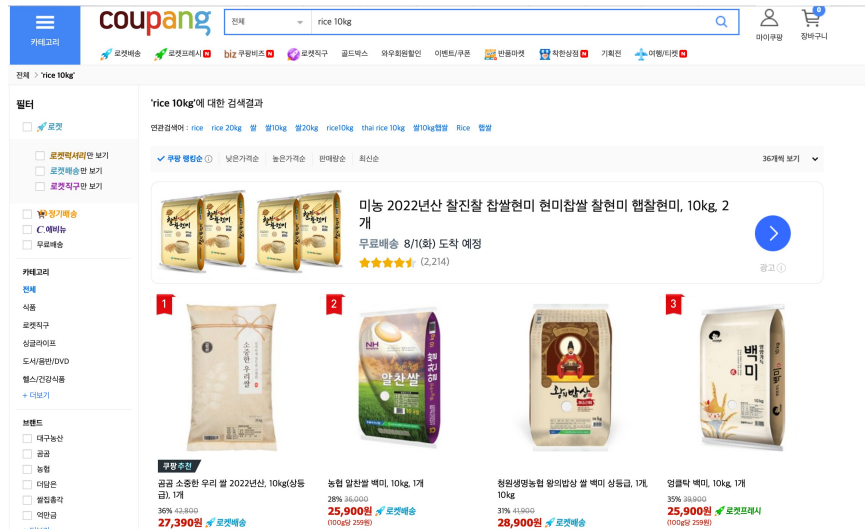 카테고리
coupang
전체
rice 10kg
마이쿠팡
0
장바구니
로켓배송
로켓프레시 N
biz 쿠팡비즈 N
로켓직구
골드박스
와우회원할인
이벤트/쿠폰
반품마켓
착한상점 N
기획전
여행/티켓 N
전체 > 'rice 10kg'
필터
로켓
로켓럭셔리만 보기
로켓배송만 보기
로켓직구만 보기
정기배송
C.에비뉴
무료배송
카테고리
전체
식품
로켓직구
싱글라이프
도서/음반/DVD
헬스/건강식품
+ 더보기
브랜드
대구농산
곰곰
농협
더담은
쌀집총각
억만금
'rice 10kg'에 대한 검색결과
연관검색어 : rice rice 20kg 쌀 쌀10kg 쌀20kg rice10kg thai rice 10kg 쌀10kg햅쌀 Rice 햅쌀
쿠팡 랭킹순 낮은가격순 높은가격순 판매량순 최신순
36개씩 보기
미농 2022년산 찰진찰 찹쌀현미 현미찹쌀 찰현미 햅찰현미, 10kg, 2
개
무료배송 8/1(화) 도착 예정
(2,214)
광고
1
소중한 우리 쌀
쿠팡추천
곰곰 소중한 우리 쌀 2022년산, 10kg(상등
급), 1개
36% 42,800
27,390원 로켓배송
2
NH
알찬쌀
알찬쌀
10kg
농협 알찬쌀 백미, 10kg, 1개
28% 36,000
25,900원 로켓배송
(100g당 259원)
왕의밥상
청원생명농협 왕의밥상 쌀 백미 상등급, 1개,
10kg
31% 41,900
28,900원 로켓배송
3
백미
10kg
엉클탁 백미, 10kg, 1개
35% 39,900
25,900원 로켓프레시
(100g당 259원)